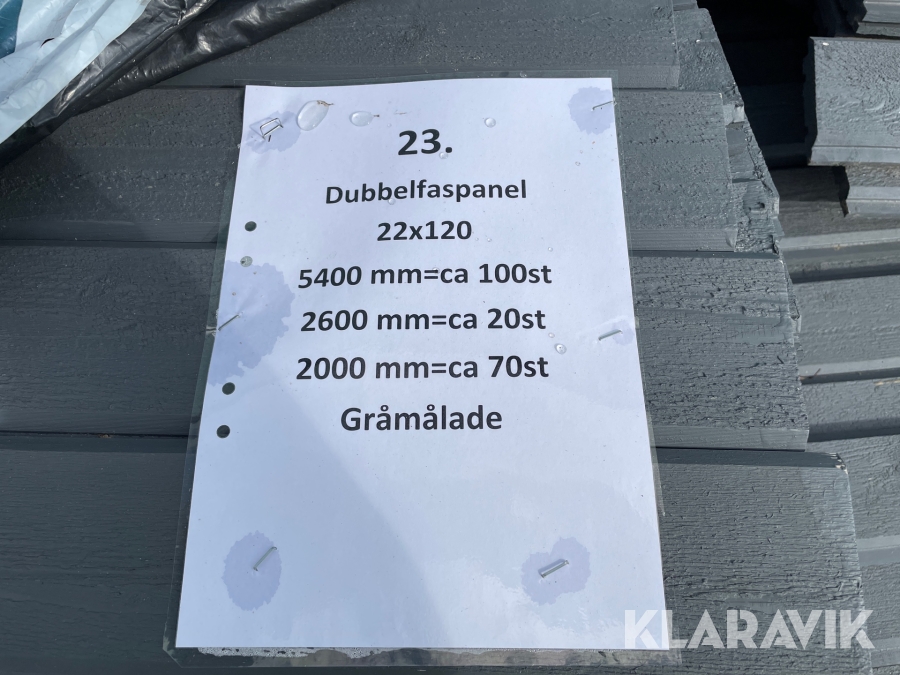 23.
Dubbelfaspanel
22x120
5400 mm=ca 100st
2600 mm=ca 20st
2000 mm=ca 70st
Gråmålade
KLARAVIK